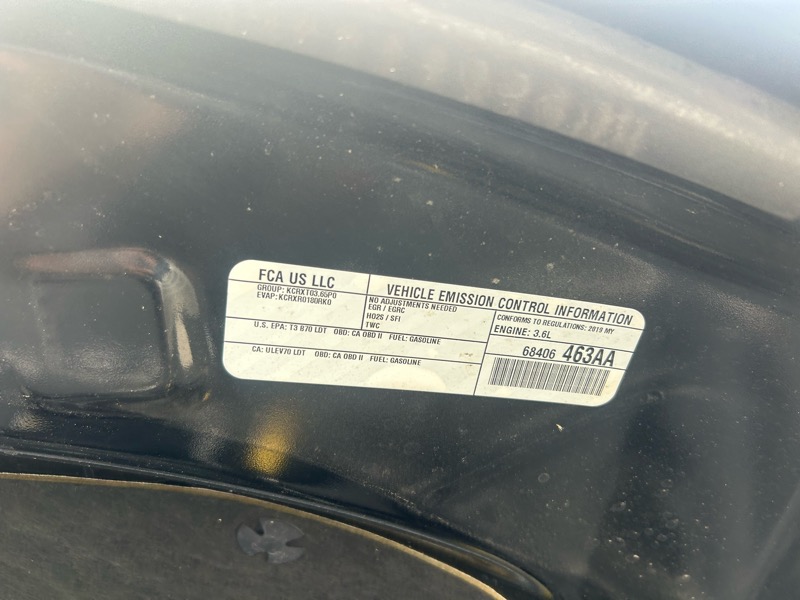 FCA US LLC
GROUP: KCRXT03.65P0
EVAP: KCRXR0180RK0
VEHICLE EMISSION CONTROL INFORMATION
NO ADJUSTMENTS NEEDED
EGR / EGRC
HO2S / SFI
TWC
CONFORMS TO REGULATIONS: 2019 MY
ENGINE: 3.6L
U.S. EPA: T3 B70 LDT OBD: CA OBD II FUEL: GASOLINE
CA: ULEV70 LDT OBD: CA OBD II FUEL: GASOLINE
68406 463AA